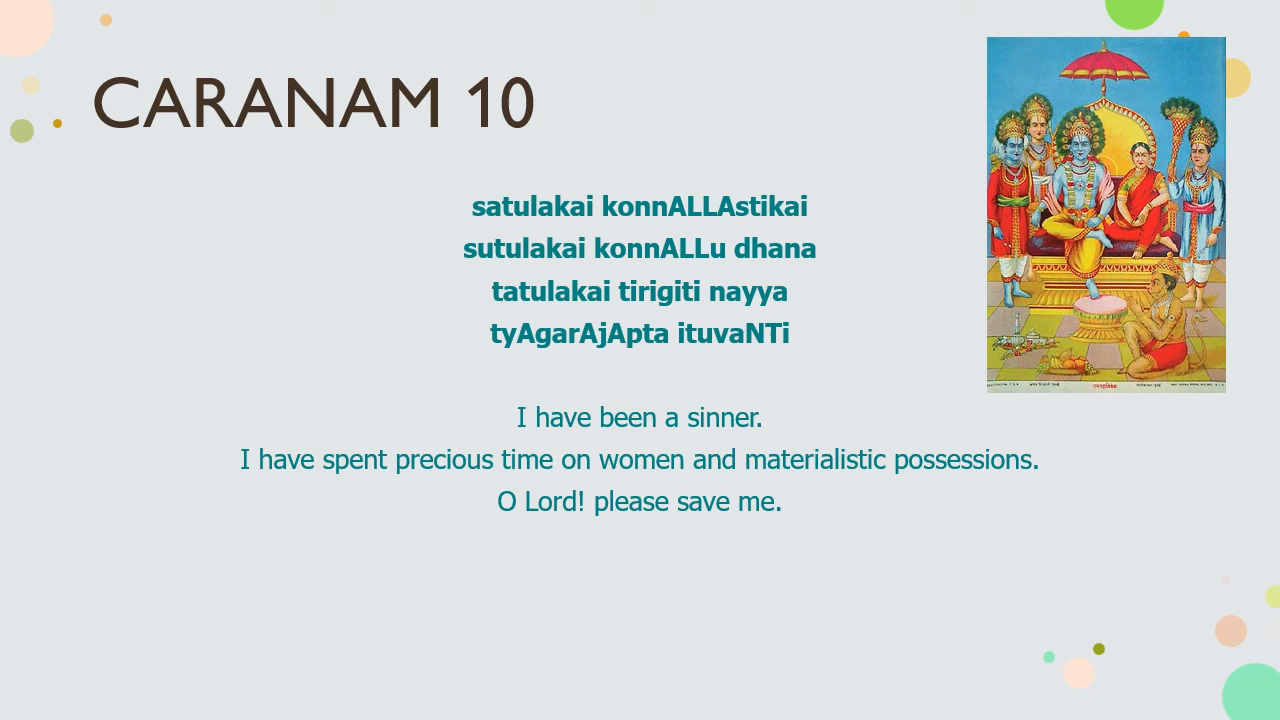 CARANAM 10
satulakai konnALLAstikai
sutulakai konnALLu dhana
tatulakai tirigiti nayya
tyAgarAjApta ituvaNTi
I have been a sinner.
I have spent precious time on women and materialistic possessions.
O Lord! please save me.